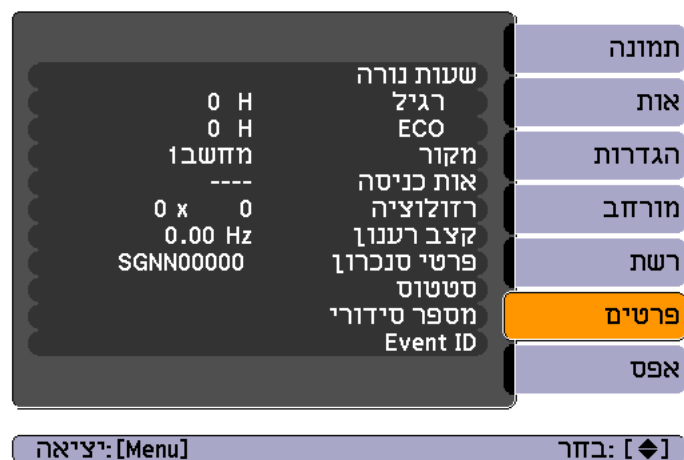 תמונה
אות
הגדרות
מורחב
רשת
פרטים
אפס
שעות נורה
רגיל 0 H
ECO 0 H
מקור מחשב1
אות כניסה ----
רזולוציה 0 x 0
קצב רענון 0.00 Hz
פרטי סנכרון SGNN00000
סטטוס
מספר סידורי
Event ID
[◆] :בחר [Menu]:יציאה